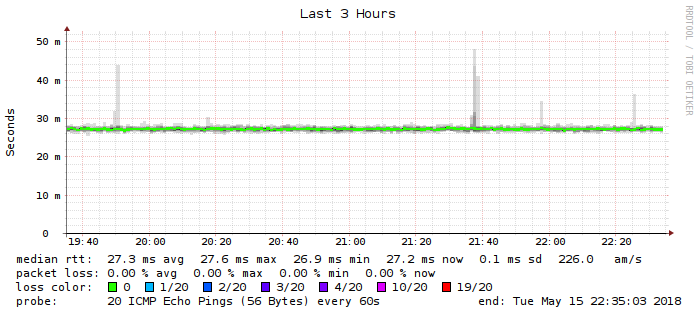 Last 3 Hours
RRDTOOL / TOBI OETIKER
Seconds
50 m
40 m
30 m
20 m
10 m
0
19:40 20:00 20:20 20:40 21:00 21:20 21:40 22:00 22:20
median rtt: 27.3 ms avg 27.6 ms max 26.9 ms min 27.2 ms now 0.1 ms sd 226.0 am/s
packet loss: 0.00 % avg 0.00 % max 0.00 % min 0.00 % now
loss color: 0 1/20 2/20 3/20 4/20 10/20 19/20
probe: 20 ICMP Echo Pings (56 Bytes) every 60s end: Tue May 15 22:35:03 2018